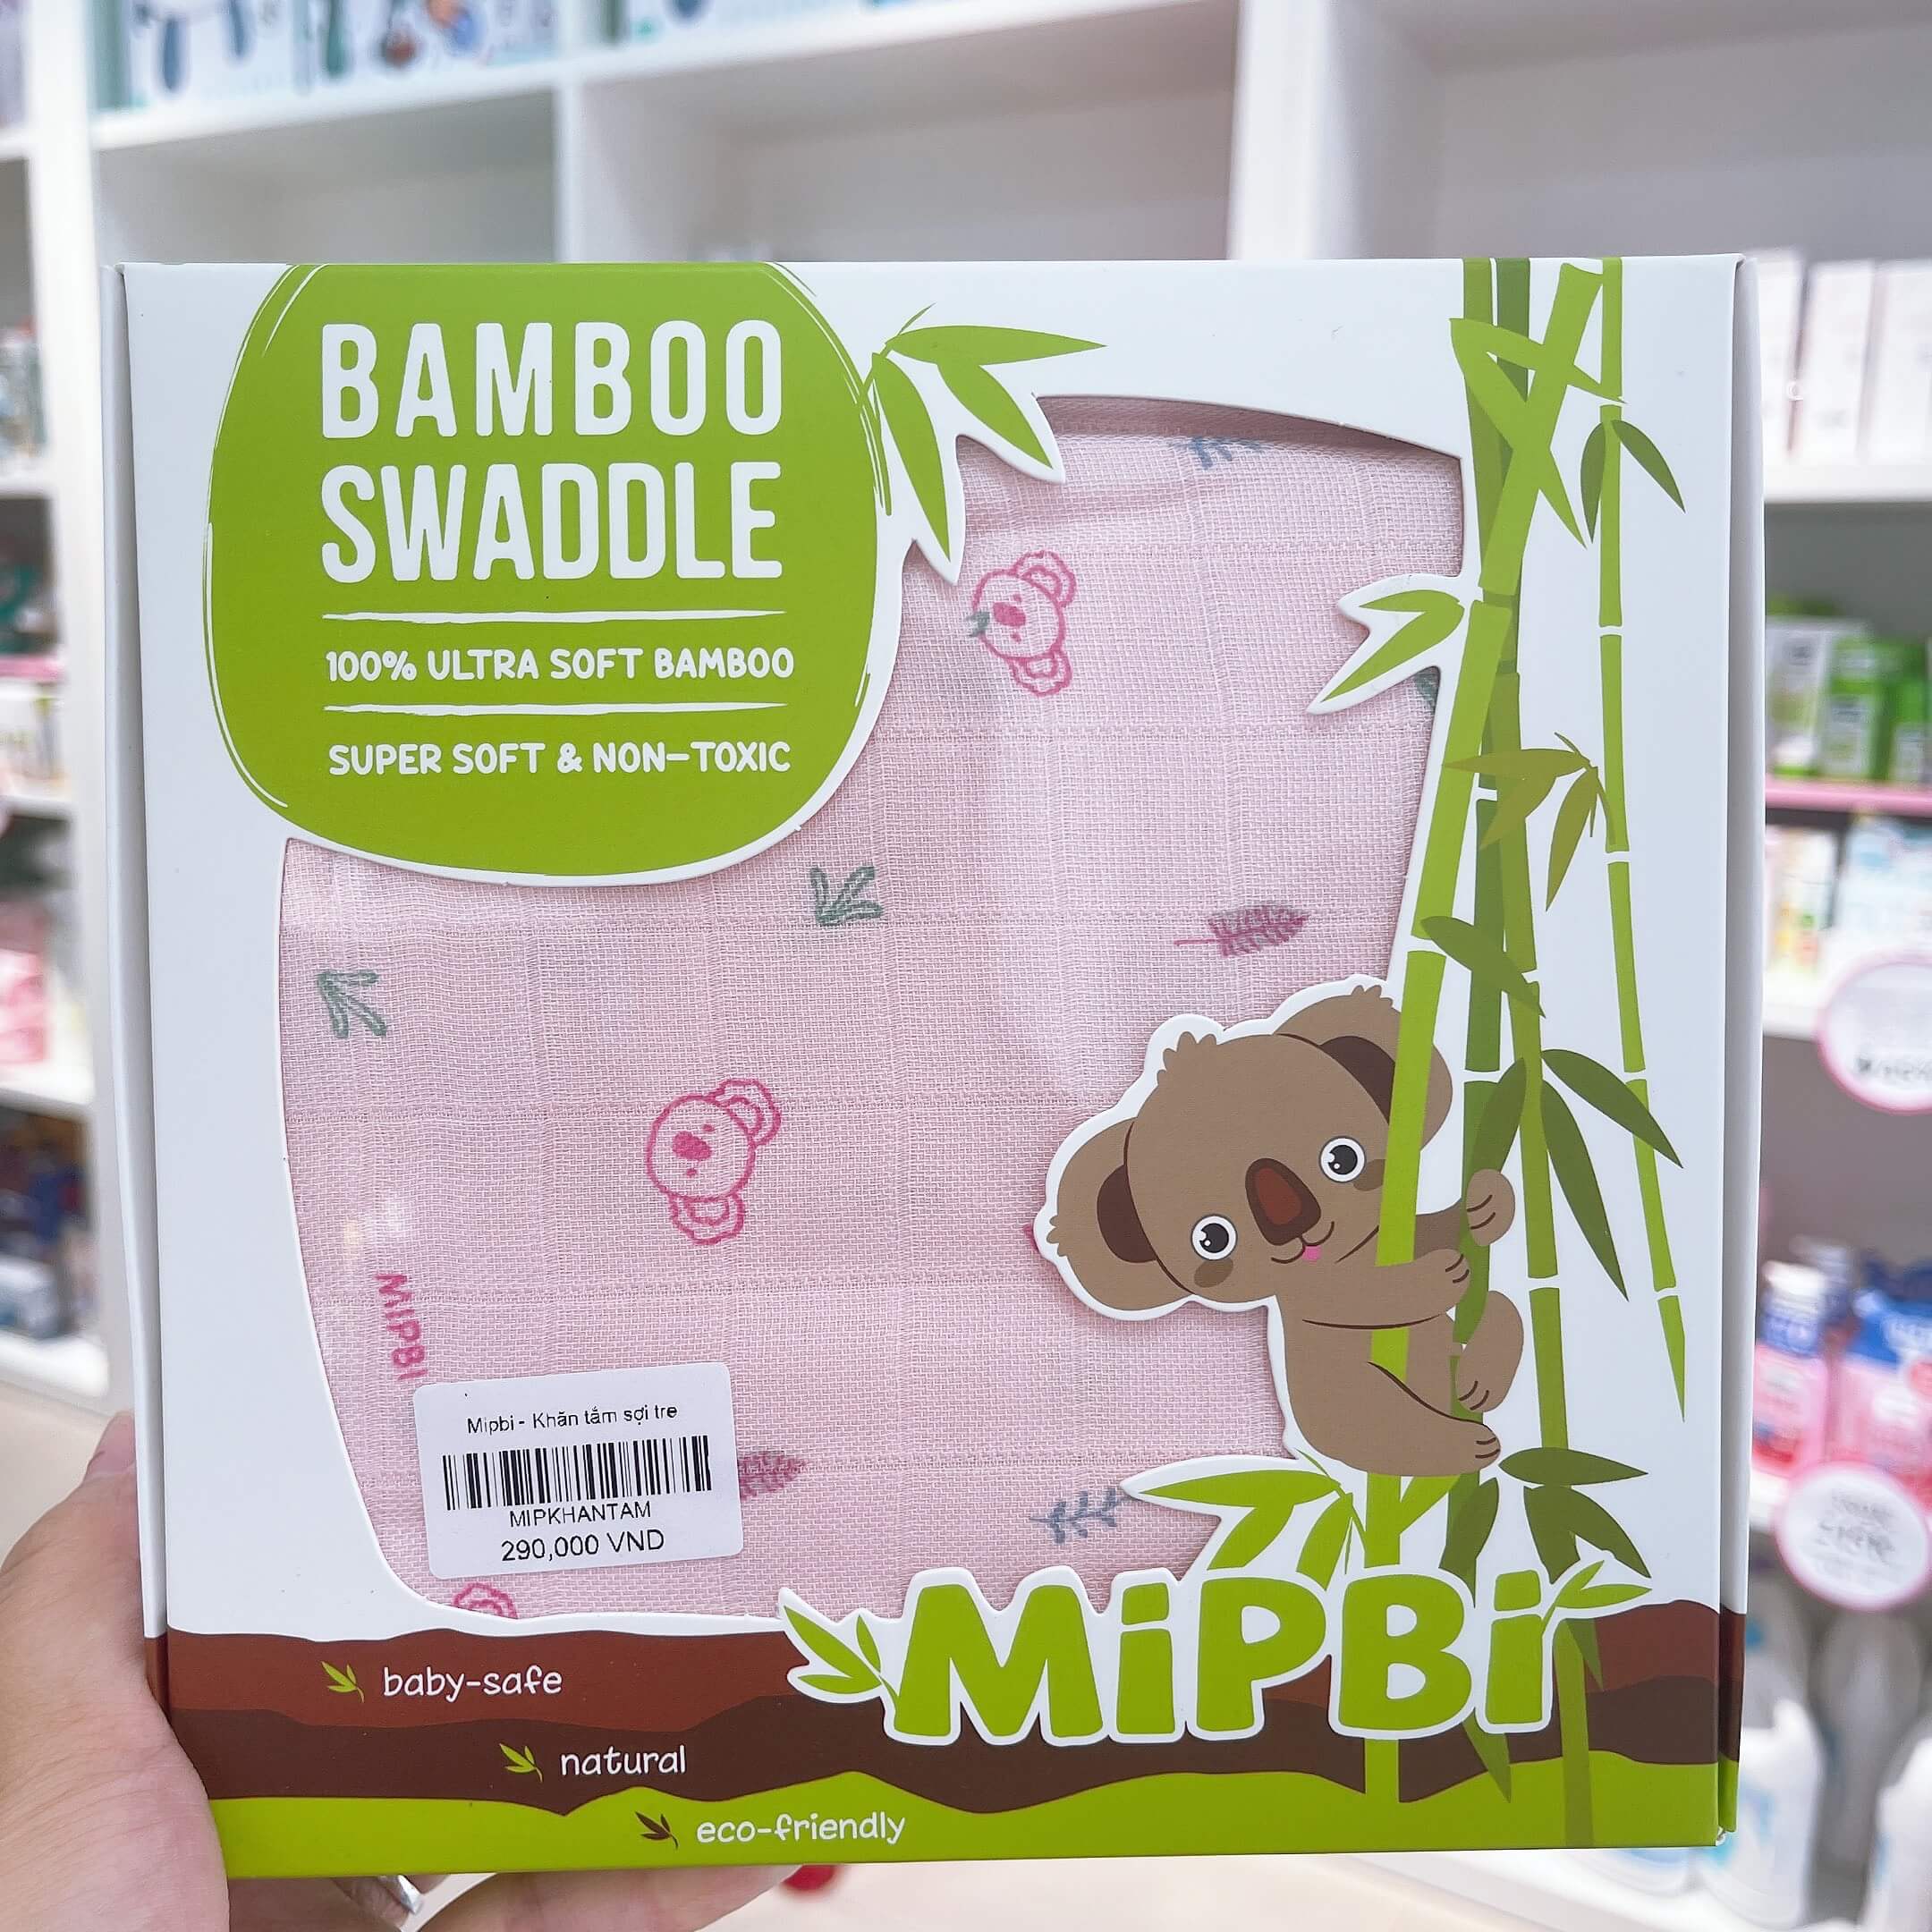 BAMBOO
SWADDLE
100% ULTRA SOFT BAMBOO
SUPER SOFT & NON-TOXIC
MIPBI
Mipbi - Khăn tắm sợi tre
MIPKHANTAM
290,000 VND
MiPBi
baby-safe
natural
eco-friendly